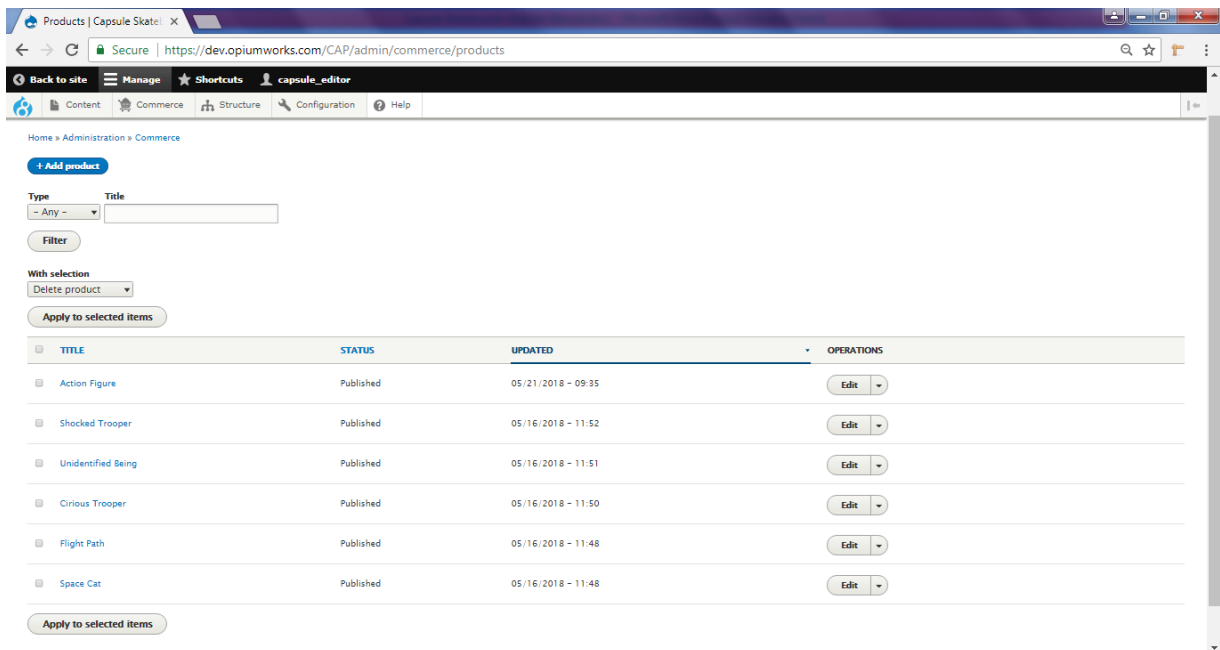 Products | Capsule Skatel
Secure | https://dev.opiumworks.com/CAP/admin/commerce/products
Back to site Manage Shortcuts capsule_editor
Content Commerce Structure Configuration Help
Home » Administration » Commerce
+ Add product
Type Title
- Any -
Filter
With selection
Delete product
Apply to selected items
TITLE STATUS UPDATED OPERATIONS
Action Figure Published 05/21/2018 - 09:35 Edit
Shocked Trooper Published 05/16/2018 - 11:52 Edit
Unidentified Being Published 05/16/2018 - 11:51 Edit
Cirious Trooper Published 05/16/2018 - 11:50 Edit
Flight Path Published 05/16/2018 - 11:48 Edit
Space Cat Published 05/16/2018 - 11:48 Edit
Apply to selected items